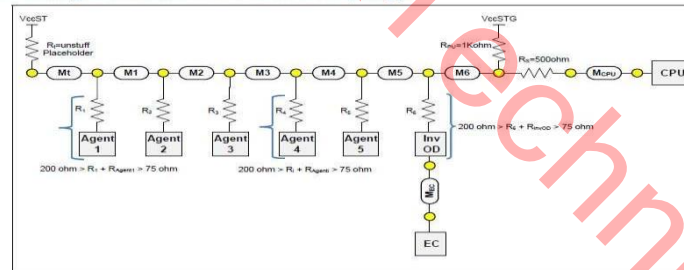 VccST
VccSTG
Rt=unstuff
Placeholder
RPU=1Kohm
RS=500ohm
Mt
M1
M2
M3
M4
M5
M6
MCPU
CPU
R1
R2
R3
R4
R5
R6
Agent
1
Agent
2
Agent
3
Agent
4
Agent
5
Inv
OD
200 ohm > R6 + RInvOD > 75 ohm
200 ohm > R1 + RAgent1 > 75 ohm
200 ohm > Ri + RAgenti > 75 ohm
MEC
EC
Techn